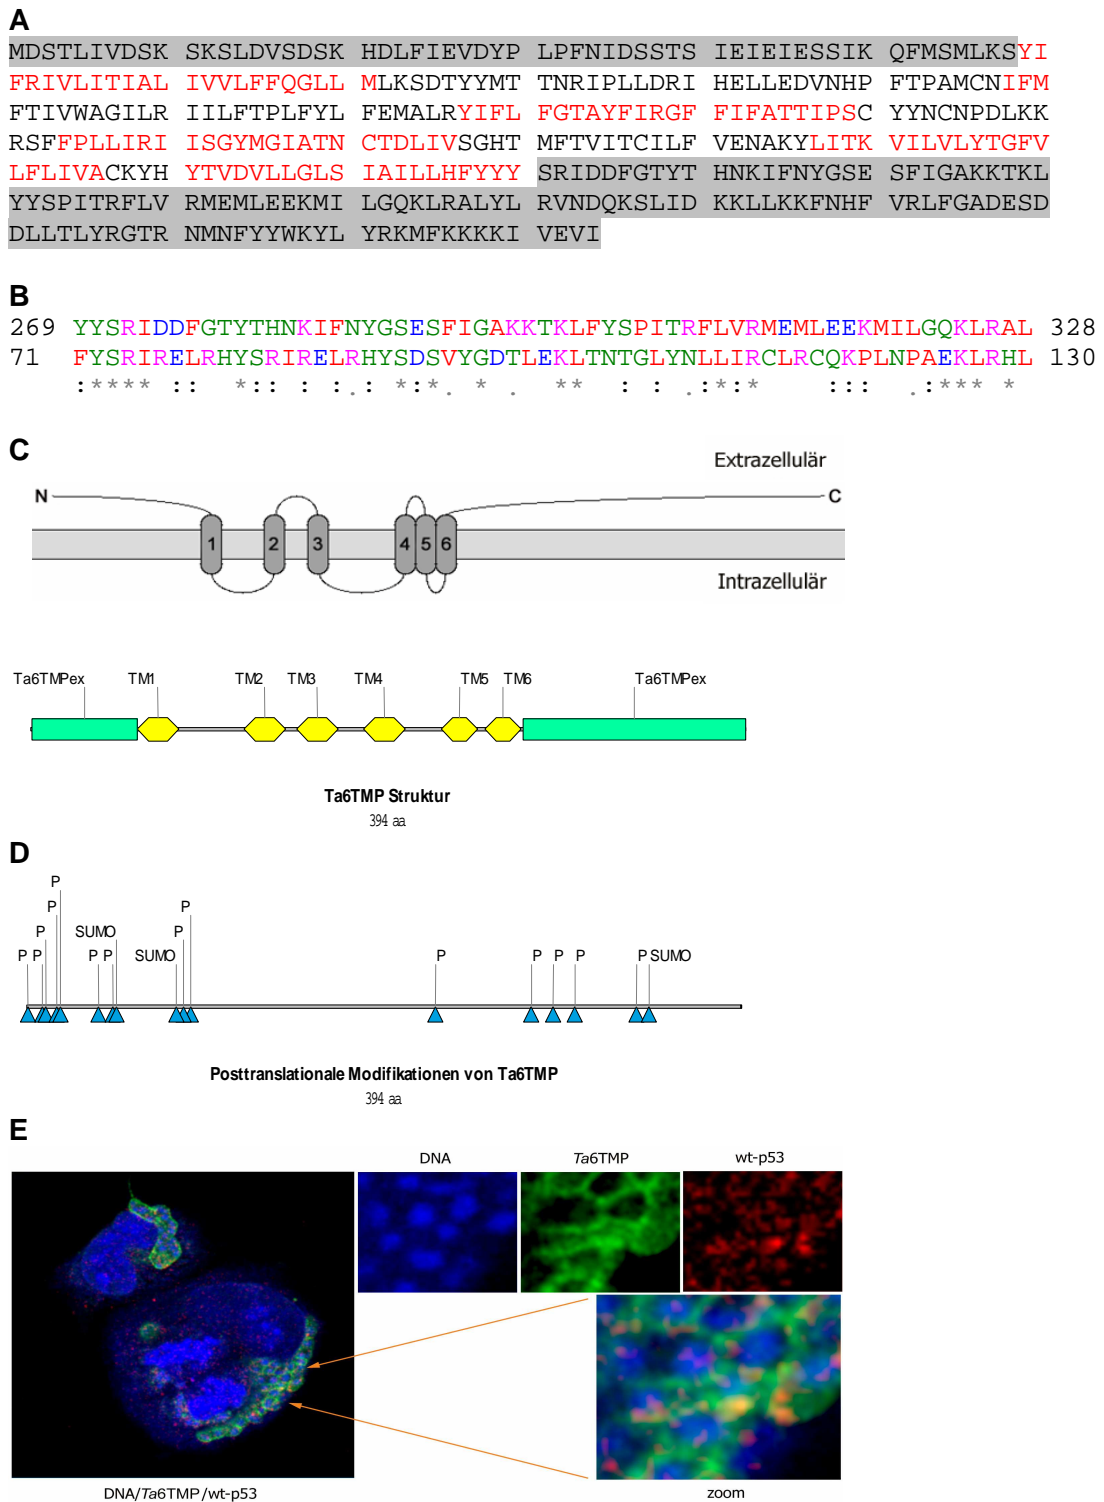 A
MDSTLIVDSK SKSLDVSDSK HDLFIEVDYP LPFNIDSSTS IEIEIESSIK QFMSMLKSYI
FRIVLITIAL IVVLFFQGLL MLKSDTYYMT TNRIPLLDRI HELLEDVNHP FTPAMCNIFM
FTIVWAGILR IILFTPLFYL FEMALRYIFL FGTAYFIRGF FIFATTIPSC YYNCNPDLKK
RSFFPLLIRI ISGYMGIATN CTDLIVSGHT MFTVITCILF VENAKYLITK VILVLYTGFV
LFLIVACKYH YTVDVLLGLS IAILLHFYYY SRIDDFGTYT HNKIFNYGSE SFIGAKKTKL
YYSPITRFLV RMEMLEEKMI LGQKLRALYL RVNDQKSLID KKLLKKFNHF VRLFGADESD
DLLTLYRGTR NMNFYYWKYL YRKMFKKKKI VEVI
B
269 YYSRIDDFGTYTHNKIFNYGSESFIGAKKTKLFYSPITRFLVRMEMLEEKMILGQKLRAL 328
71 FYSRIRELRHYSRIRELRHYSDSVYGDTLEKLTNTGLYNLLIRCLRCQKPLNPAEKLRHL 130
:**** :: *:: : :.: *:*. * . ** : : .:*:* ::: .:*** *
C
Extrazellulär
N C
1 2 3 4 5 6
Intrazellulär
Ta6TMPex TM1 TM2 TM3 TM4 TM5 TM6 Ta6TMPex
Ta6TMP Struktur
394 aa
D
P
P P
P SUMO P
P P P P SUMO P P P P P SUMO
Posttranslationale Modifikationen von Ta6TMP
394 aa
E
DNA Ta6TMP wt-p53
DNA/Ta6TMP/wt-p53 zoom